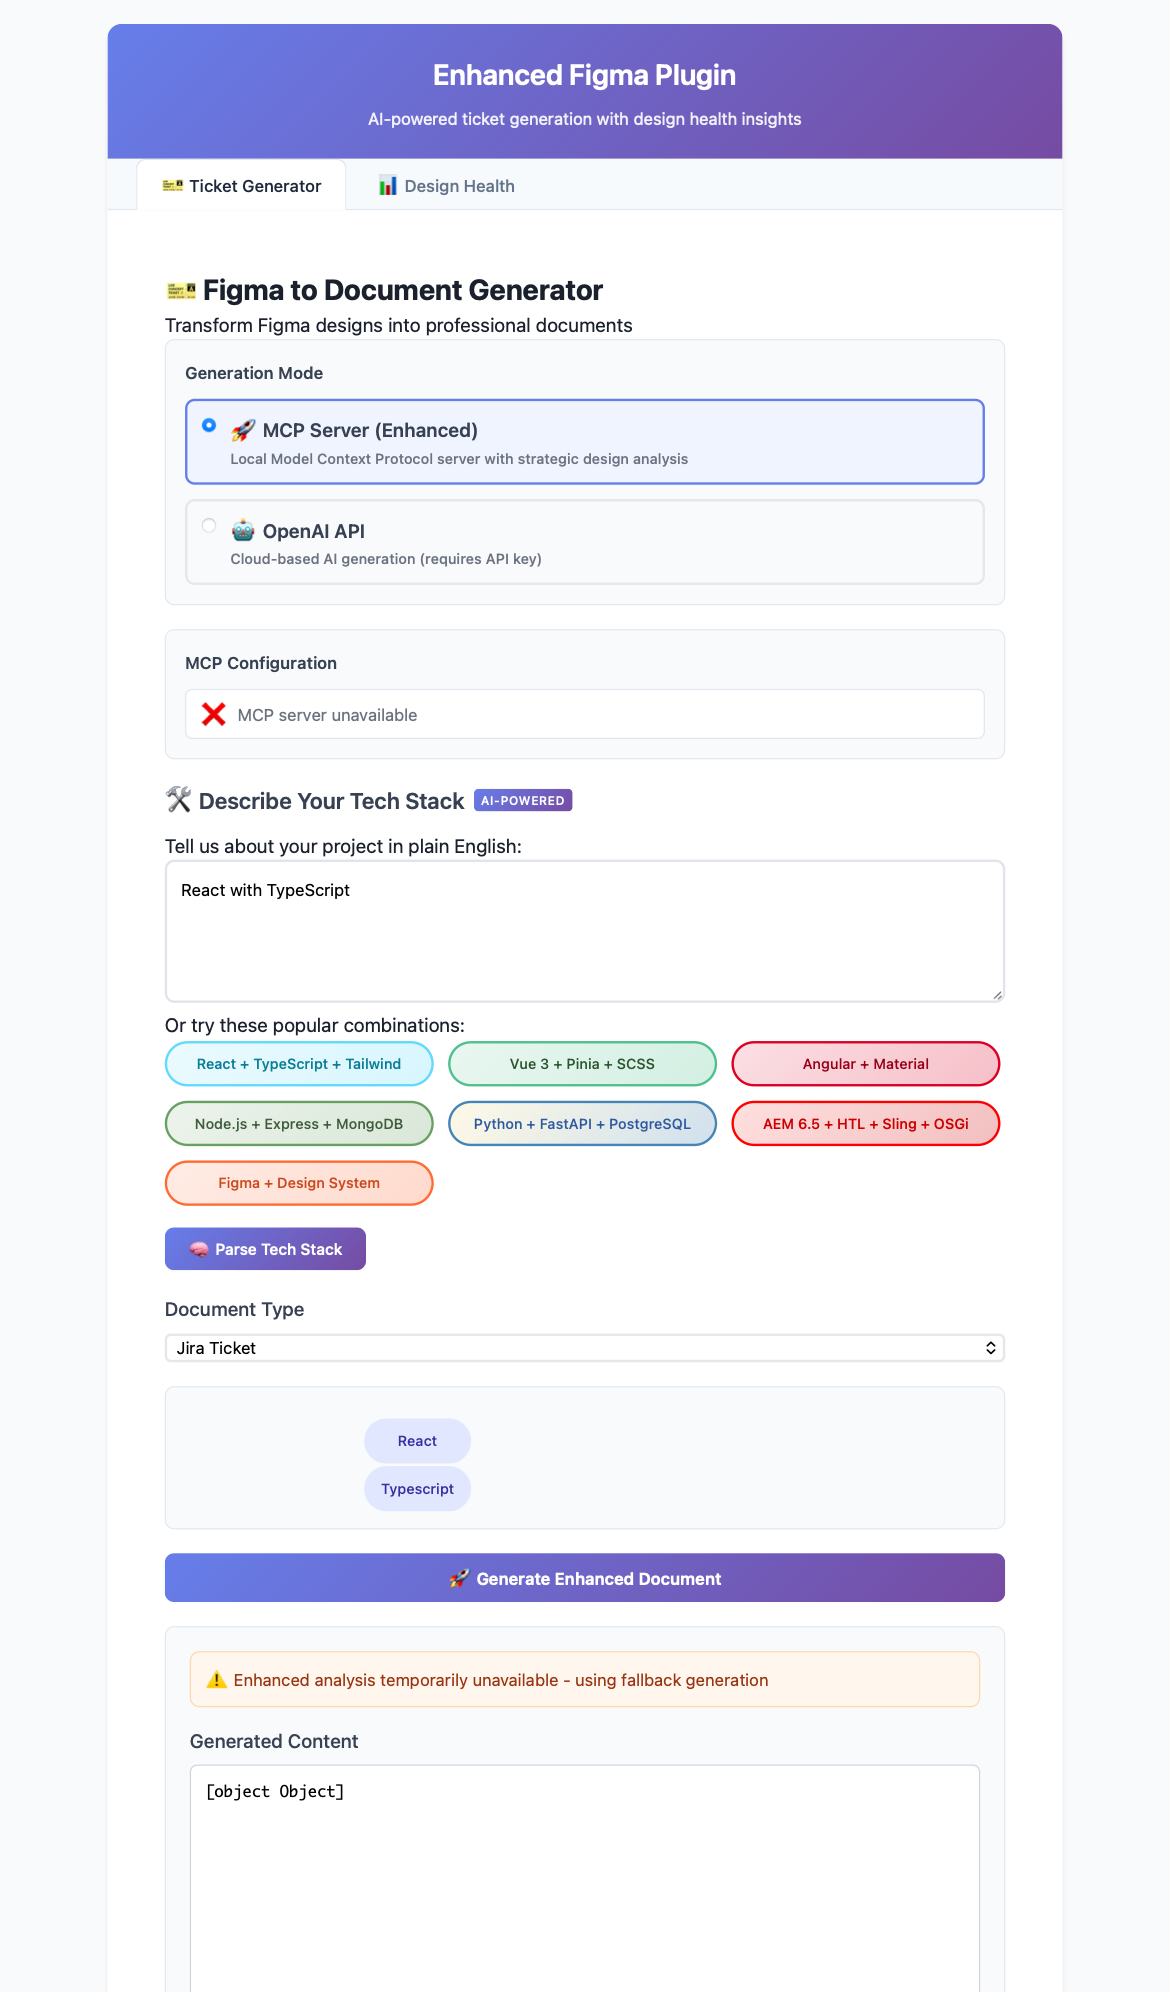 Enhanced Figma Plugin
AI-powered ticket generation with design health insights
Ticket Generator
Design Health
Figma to Document Generator
Transform Figma designs into professional documents
Generation Mode
MCP Server (Enhanced)
Local Model Context Protocol server with strategic design analysis
OpenAI API
Cloud-based AI generation (requires API key)
MCP Configuration
MCP server unavailable
Describe Your Tech Stack AI-POWERED
Tell us about your project in plain English:
React with TypeScript
Or try these popular combinations:
React + TypeScript + Tailwind
Vue 3 + Pinia + SCSS
Angular + Material
Node.js + Express + MongoDB
Python + FastAPI + PostgreSQL
AEM 6.5 + HTL + Sling + OSGi
Figma + Design System
Parse Tech Stack
Document Type
Jira Ticket
React
Typescript
Generate Enhanced Document
Enhanced analysis temporarily unavailable - using fallback generation
Generated Content
[object Object]